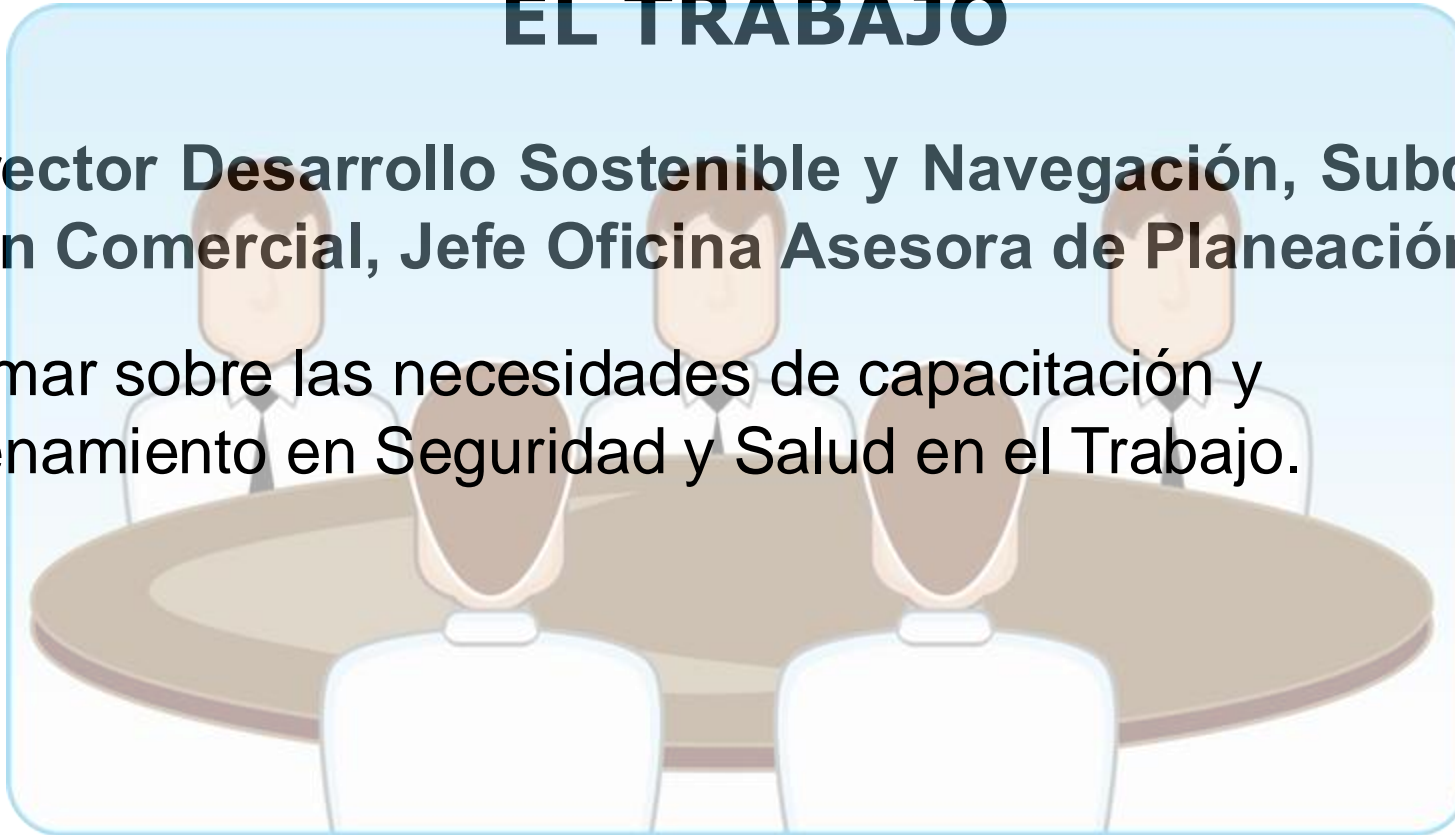 EL TRABAJO
ector Desarrollo Sostenible y Navegación, Subd
n Comercial, Jefe Oficina Asesora de Planeación
mar sobre las necesidades de capacitación y
enamiento en Seguridad y Salud en el Trabajo.